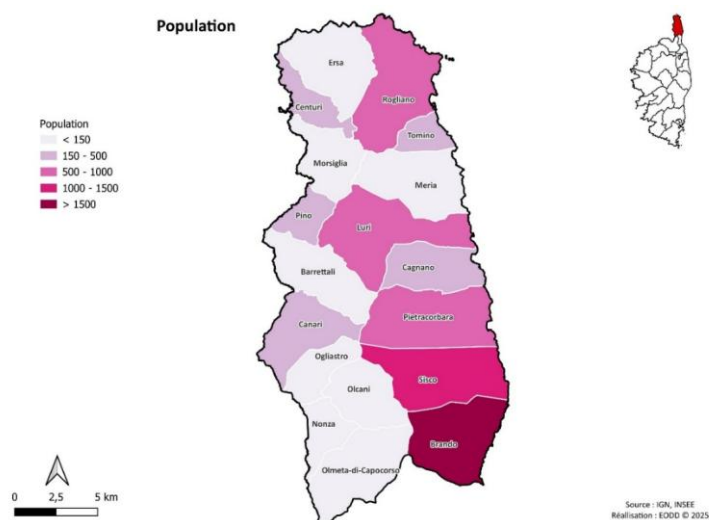 Population
Ersa
Rogliano
Centuri
Tomino
Population
< 150
150 - 500
500 - 1000
1000 - 1500
> 1500
Morsiglia
Meria
Pino
Luri
Barrettali
Cagnano
Canari
Pietracorbara
Ogliastro
Sisco
Olcani
Nonza
Brando
Olmeta-di-Capocorso
0 2,5 5 km
Source : IGN, INSEE
Réalisation : EODD © 2025